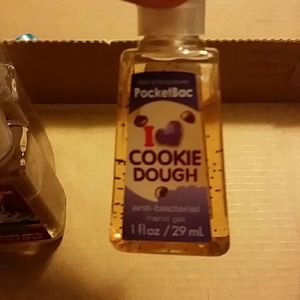 PocketBac
I
COOKIE
DOUGH
anti-bacterial
hand gel
1 fl oz / 29 mL